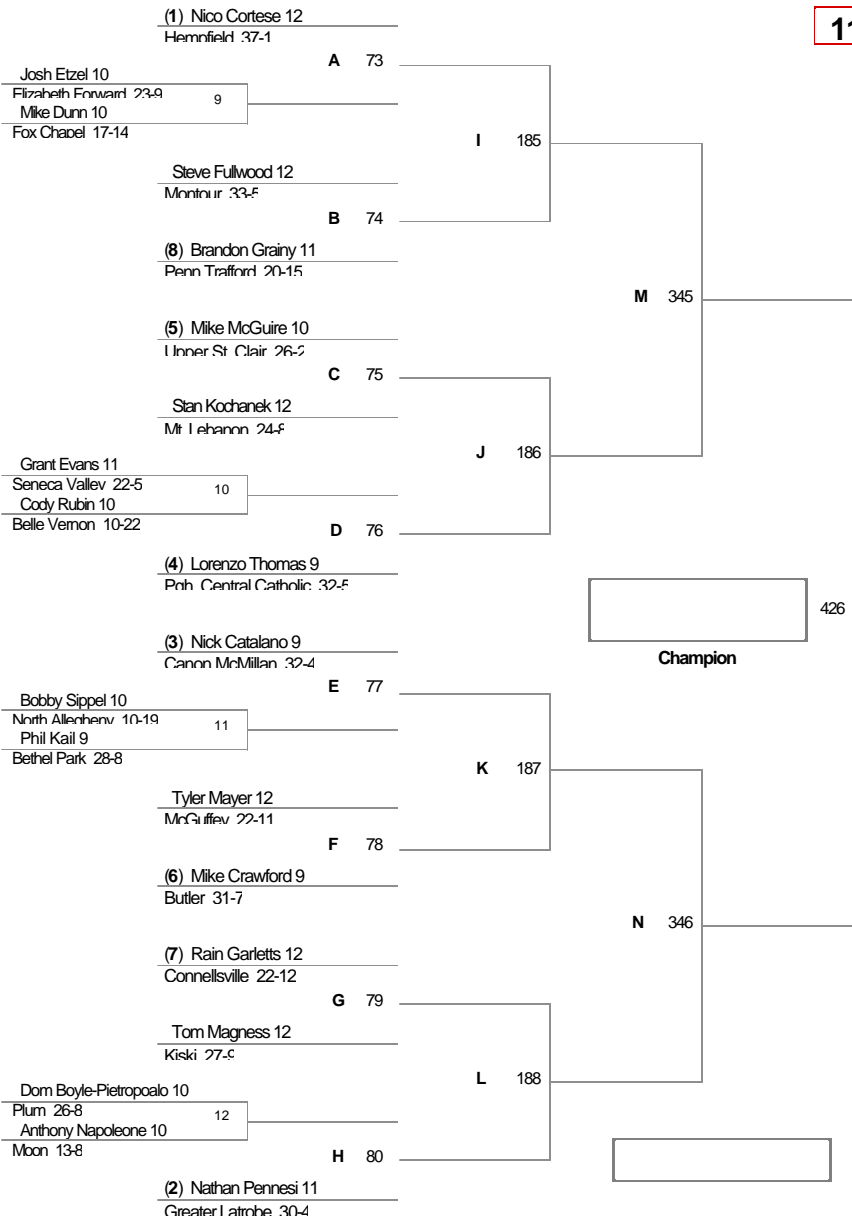 (1) Nico Cortese 12
Hempfield 37-1
11
A 73
Josh Etzel 10
Elizabeth Forward 23-9
9
Mike Dunn 10
Fox Chapel 17-14
I 185
Steve Fullwood 12
Montour 33-5
B 74
(8) Brandon Grainy 11
Penn Trafford 20-15
M 345
(5) Mike McGuire 10
Upper St. Clair 26-2
C 75
Stan Kochanek 12
Mt. Lebanon 24-8
J 186
Grant Evans 11
Seneca Valley 22-5
10
Cody Rubin 10
Belle Vernon 10-22
D 76
(4) Lorenzo Thomas 9
Pgh. Central Catholic 32-5
426
Champion
(3) Nick Catalano 9
Canon McMillan 32-4
E 77
Bobby Sippel 10
North Allegheny 10-19
11
Phil Kail 9
Bethel Park 28-8
K 187
Tyler Mayer 12
McGuffey 22-11
F 78
(6) Mike Crawford 9
Butler 31-7
N 346
(7) Rain Garletts 12
Connellsville 22-12
G 79
Tom Magness 12
Kiski 27-9
L 188
Dom Boyle-Pietropoalo 10
Plum 26-8
12
Anthony Napoleone 10
Moon 13-8
H 80
(2) Nathan Pennesi 11
Greater Latrobe 30-4